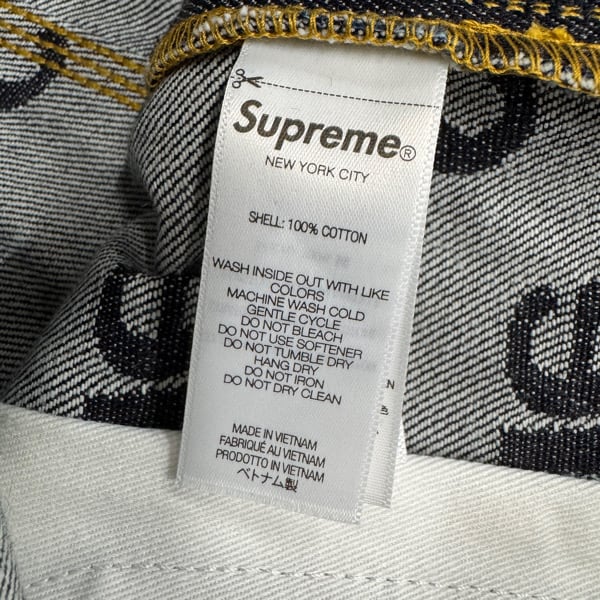 Supreme®
NEW YORK CITY
SHELL: 100% COTTON
WASH INSIDE OUT WITH LIKE
COLORS
MACHINE WASH COLD
GENTLE CYCLE
DO NOT BLEACH
DO NOT USE SOFTENER
DO NOT TUMBLE DRY
HANG DRY
DO NOT IRON
DO NOT DRY CLEAN
MADE IN VIETNAM
FABRIQUÉ AU VIETNAM
PRODOTTO IN VIETNAM
ベトナム製